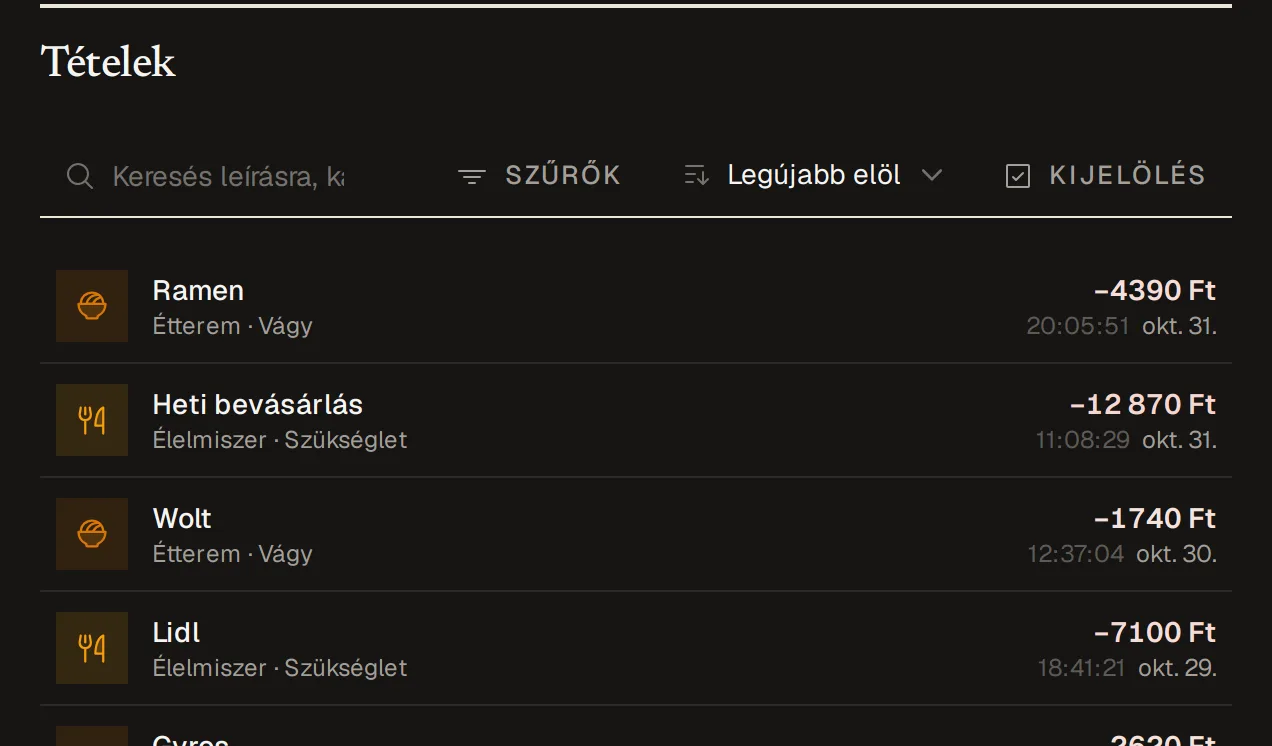 Tételek
Keresés leírásra, ka
SZŰRŐK
Legújabb elöl
KIJELÖLÉS
Ramen
−4390 Ft
Étterem · Vágy
20:05:51 okt. 31.
Heti bevásárlás
−12 870 Ft
Élelmiszer · Szükséglet
11:08:29 okt. 31.
Wolt
−1740 Ft
Étterem · Vágy
12:37:04 okt. 30.
Lidl
−7100 Ft
Élelmiszer · Szükséglet
18:41:21 okt. 29.
Gyros